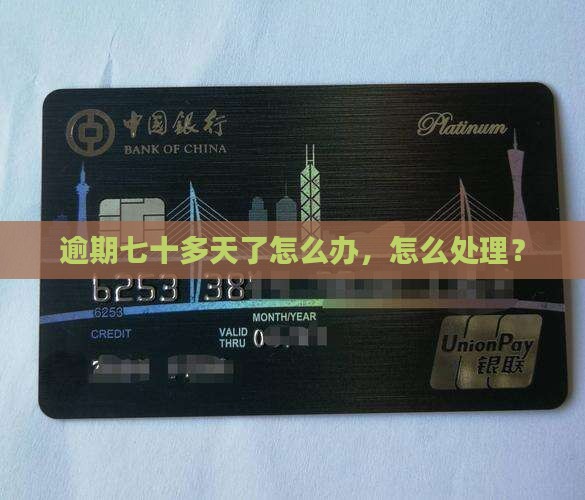 中国银行
BANK OF CHINA
Platinum
逾期七十多天了怎么办，怎么处理？
6253 38
6253
MONTH/YEAR
CREDIT
VALID
THRU 0
UnionPay
银联